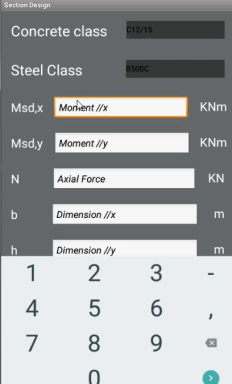 Section Design
Concrete class C12/15
Steel Class B500C
Msd,x Moment //x KNm
Msd,y Moment //y KNm
N Axial Force KN
b Dimension //x m
h Dimension //y m
1 2 3 -
4 5 6 ,
7 8 9
0